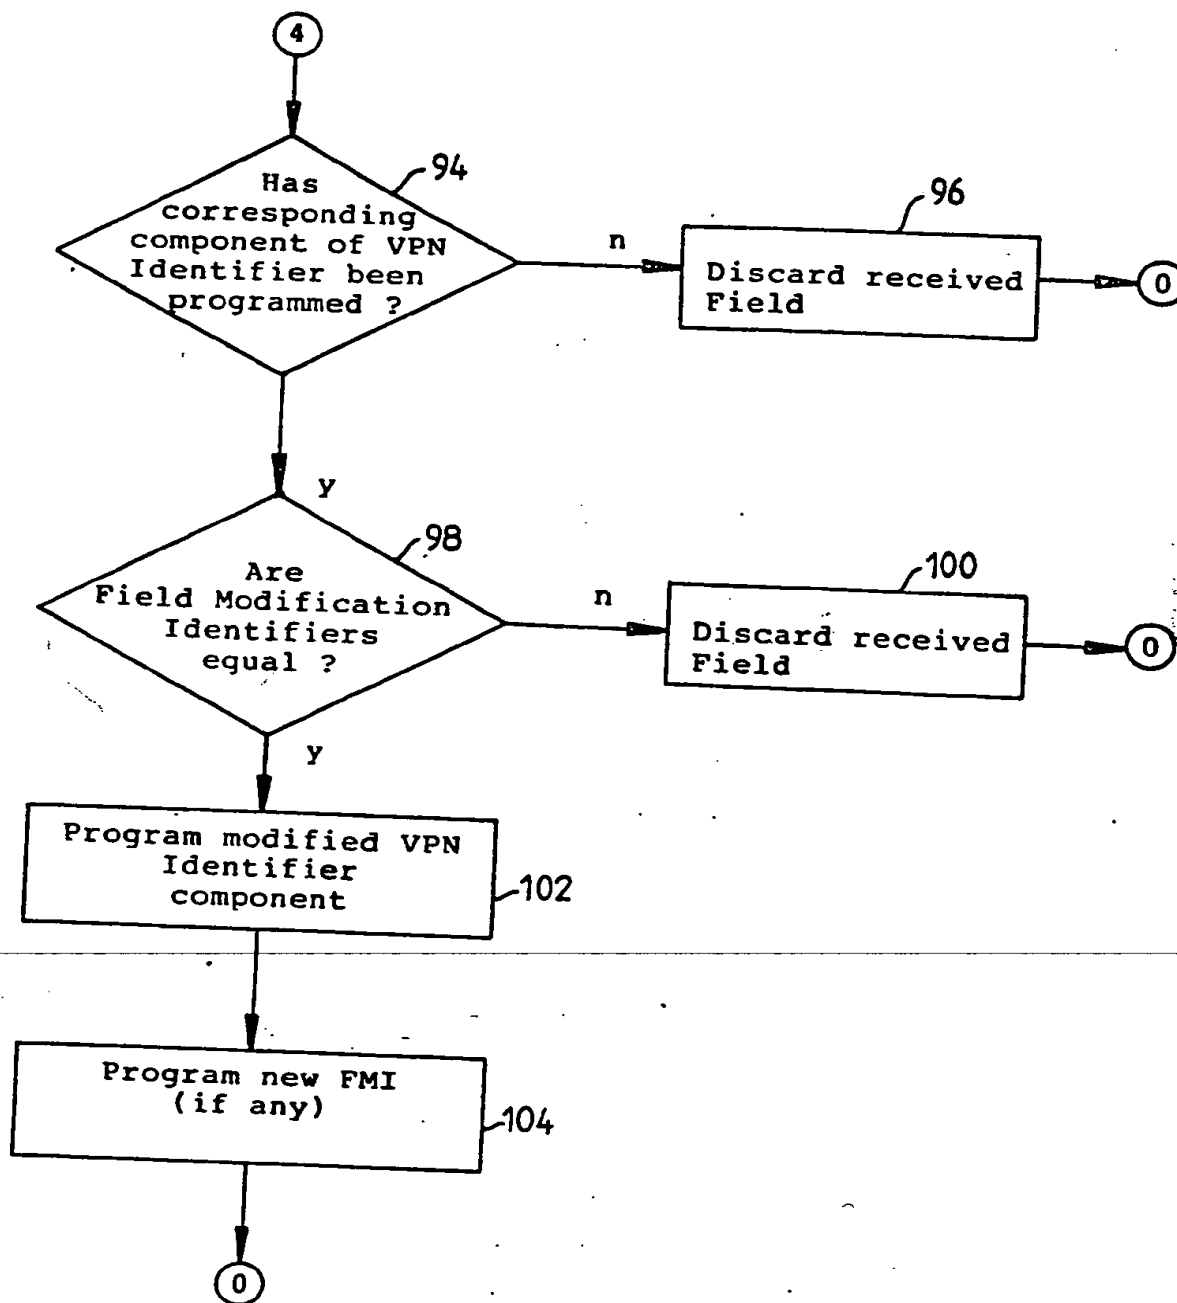 4
94
Has
corresponding
component of VPN
Identifier been
programmed ?
n
96
Discard received
Field
0
y
98
Are
Field Modification
Identifiers
equal ?
n
100
Discard received
Field
0
y
Program modified VPN
Identifier
component
102
Program new FMI
(if any)
104
0